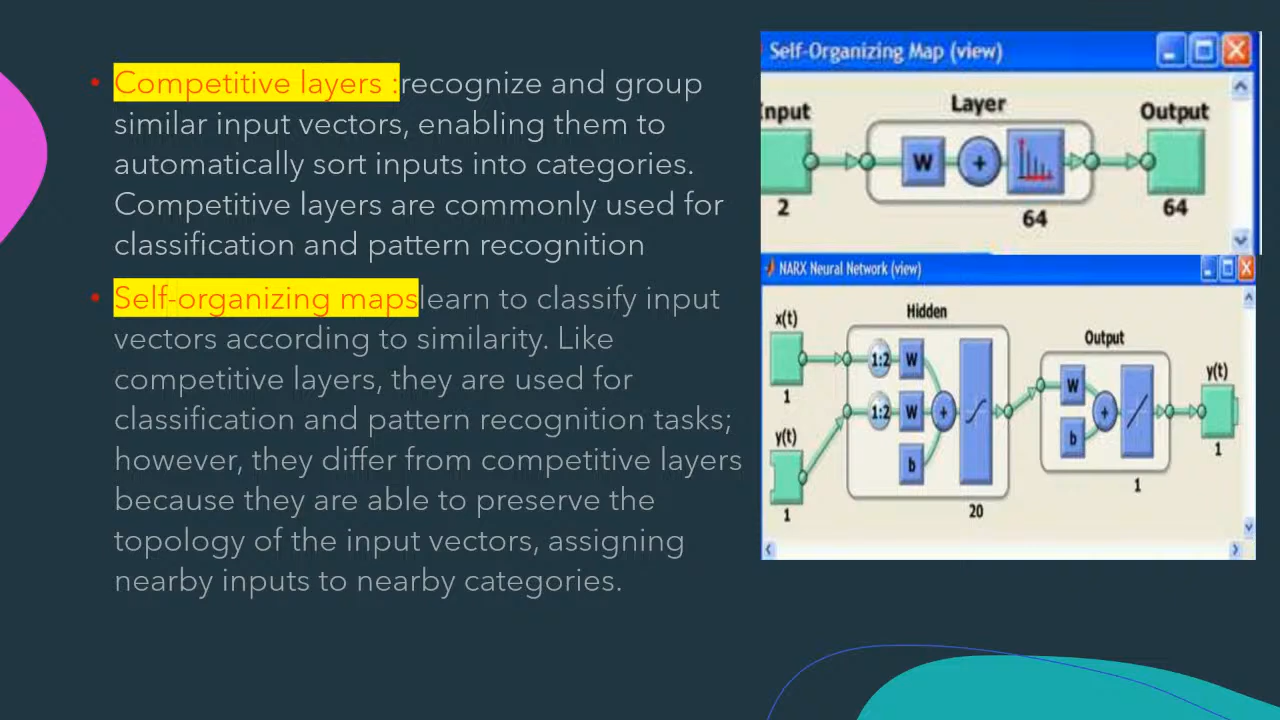 • Competitive layers :recognize and group
similar input vectors, enabling them to
automatically sort inputs into categories.
Competitive layers are commonly used for
classification and pattern recognition
• Self-organizing mapslearn to classify input
vectors according to similarity. Like
competitive layers, they are used for
classification and pattern recognition tasks;
however, they differ from competitive layers
because they are able to preserve the
topology of the input vectors, assigning
nearby inputs to nearby categories.
Self-Organizing Map (view)
Input
Layer
Output
W
+
2
64
64
NARX Neural Network (view)
Hidden
Output
x(t)
1:2 W
1
y(t)
1:2 W
+
b
1
20
W
b
+
1
y(t)
1